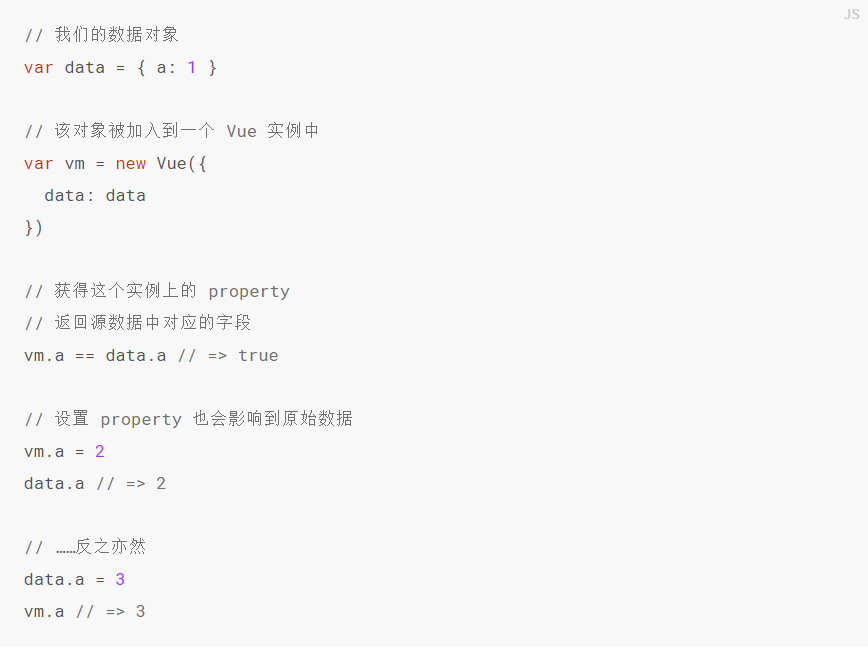 JS
// 我们的数据对象
var data = { a: 1 }
// 该对象被加入到一个 Vue 实例中
var vm = new Vue({
  data: data
})
// 获得这个实例上的 property
// 返回源数据中对应的字段
vm.a == data.a // => true
// 设置 property 也会影响到原始数据
vm.a = 2
data.a // => 2
// ……反之亦然
data.a = 3
vm.a // => 3